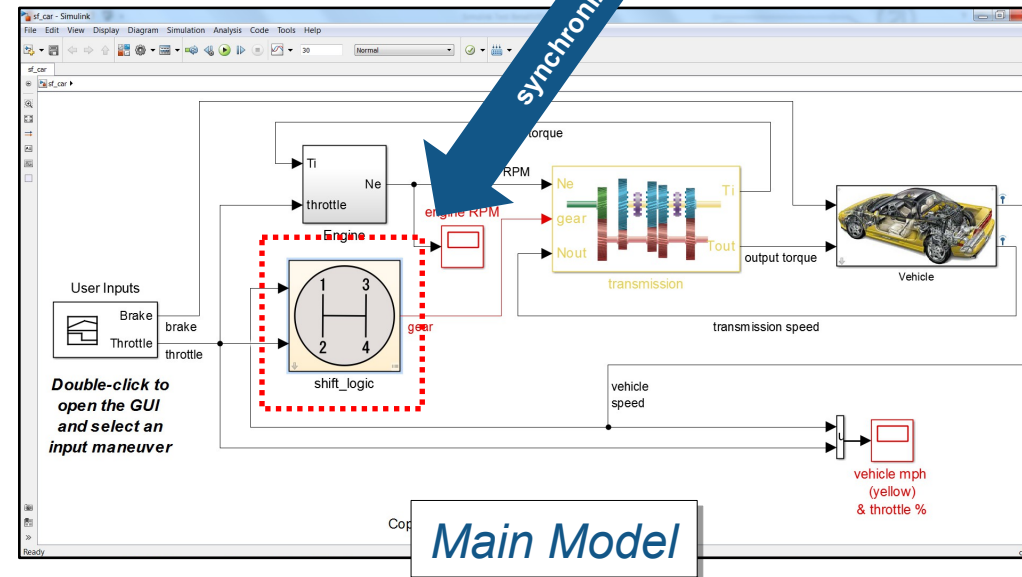 sf_car - Simulink
File Edit View Display Diagram Simulation Analysis Code Tools Help
30
Normal
sf_car
sf_car
torque
Ti
Ne
throttle
Engine
RPM
engine RPM
Ne
gear
Nout
Ti
Tout
transmission
output torque
Vehicle
User Inputs
Brake
Throttle
brake
throttle
1 3
2 4
shift_logic
gear
transmission speed
Double-click to
open the GUI
and select an
input maneuver
vehicle
speed
vehicle mph
(yellow)
& throttle %
Main Model
Ready